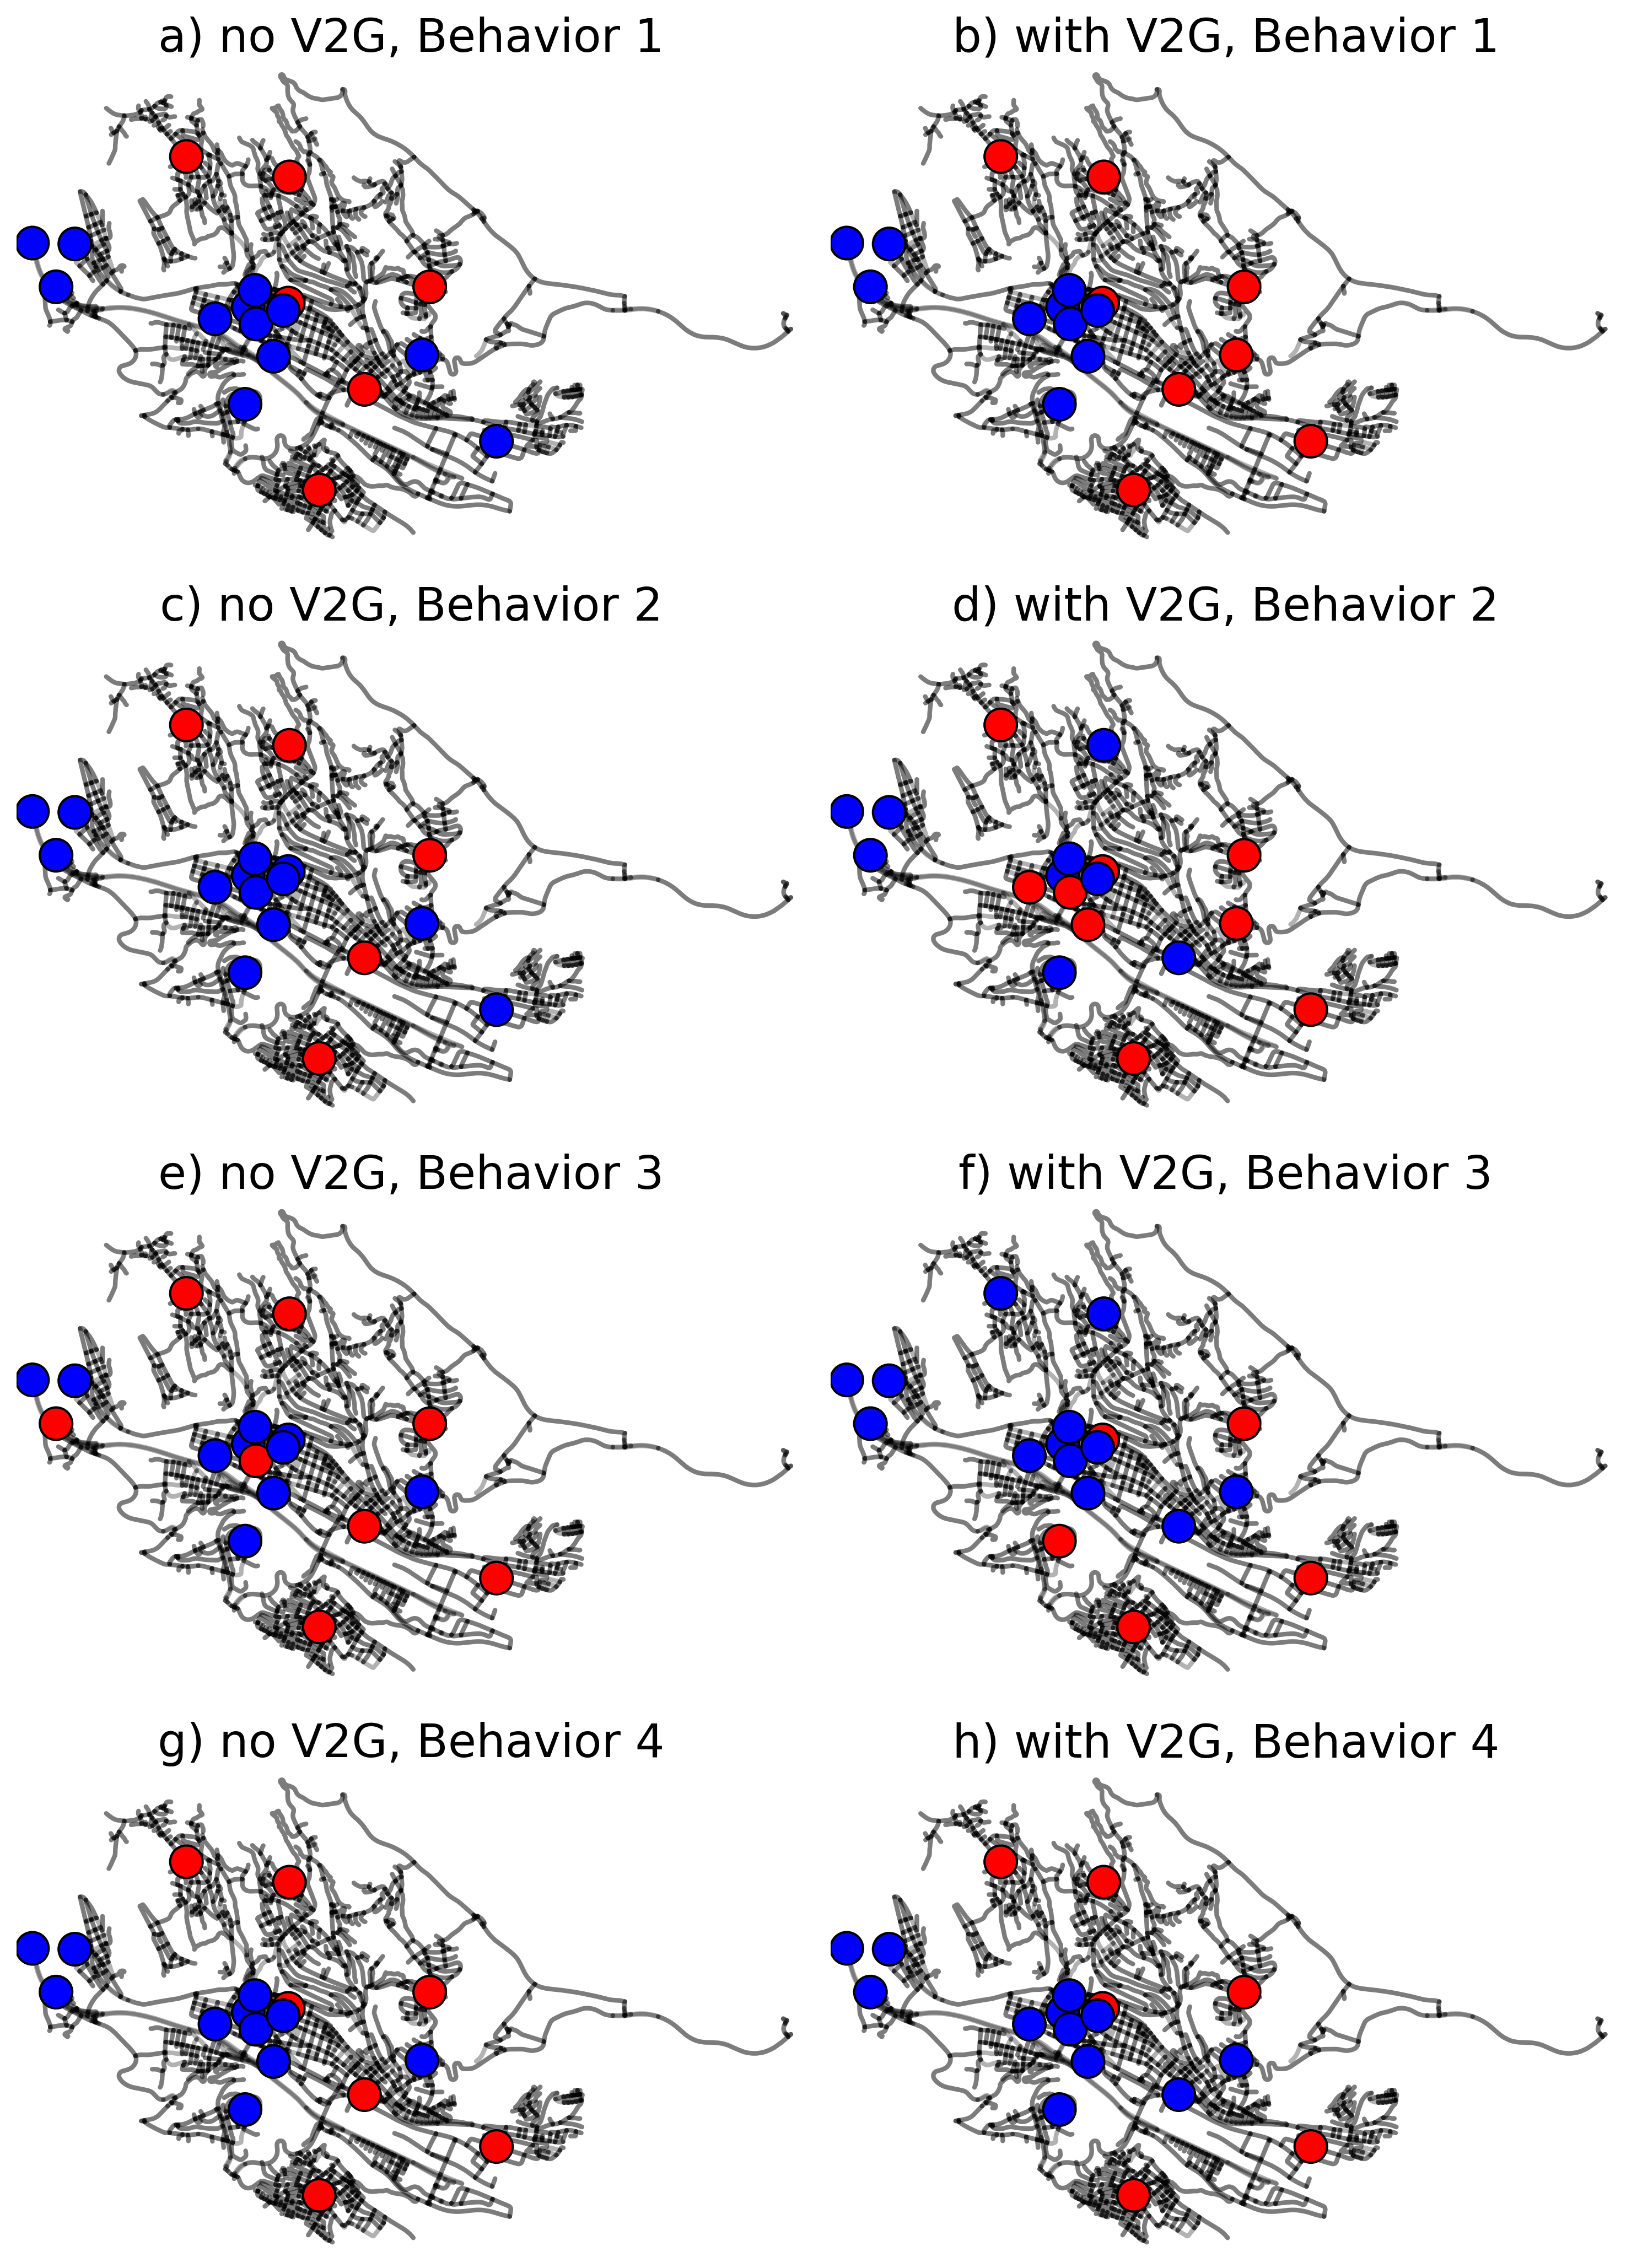 a) no V2G, Behavior 1
b) with V2G, Behavior 1
c) no V2G, Behavior 2
d) with V2G, Behavior 2
e) no V2G, Behavior 3
f) with V2G, Behavior 3
g) no V2G, Behavior 4
h) with V2G, Behavior 4